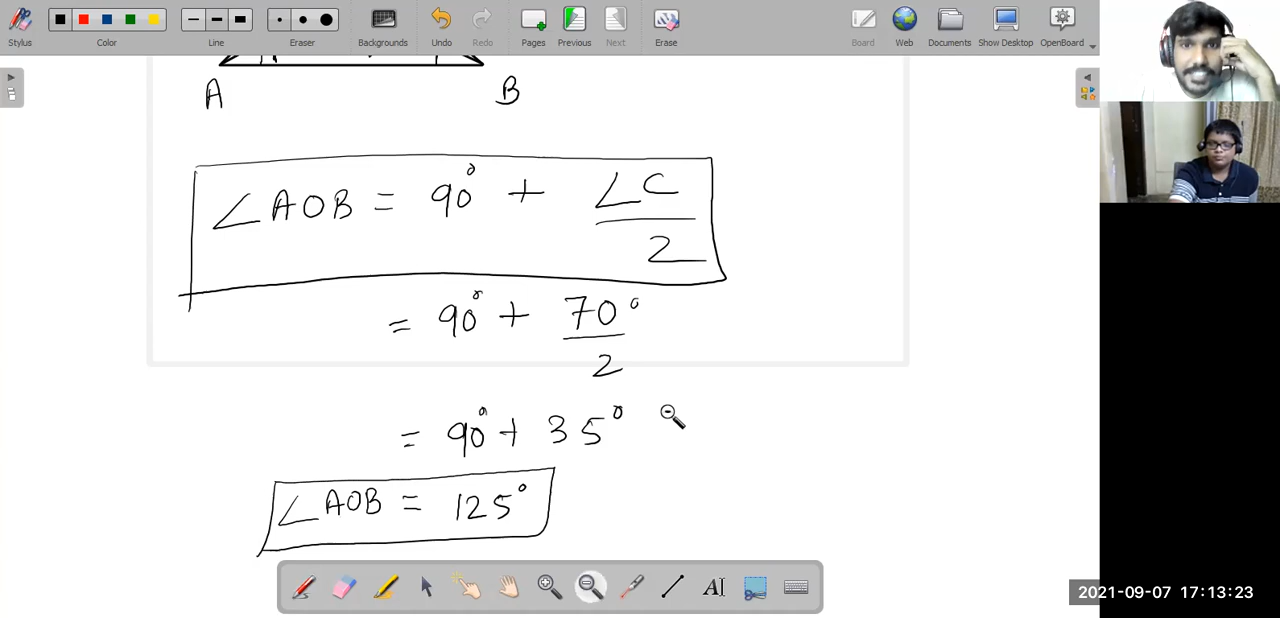 Stylus Color Line Eraser Backgrounds Undo Redo Pages Previous Next Erase Board Web Documents Show Desktop OpenBoard
A B
∠AOB = 90° + ∠C/2
= 90° + 70°/2
= 90° + 35°
∠AOB = 125°
AI
2021-09-07 17:13:23